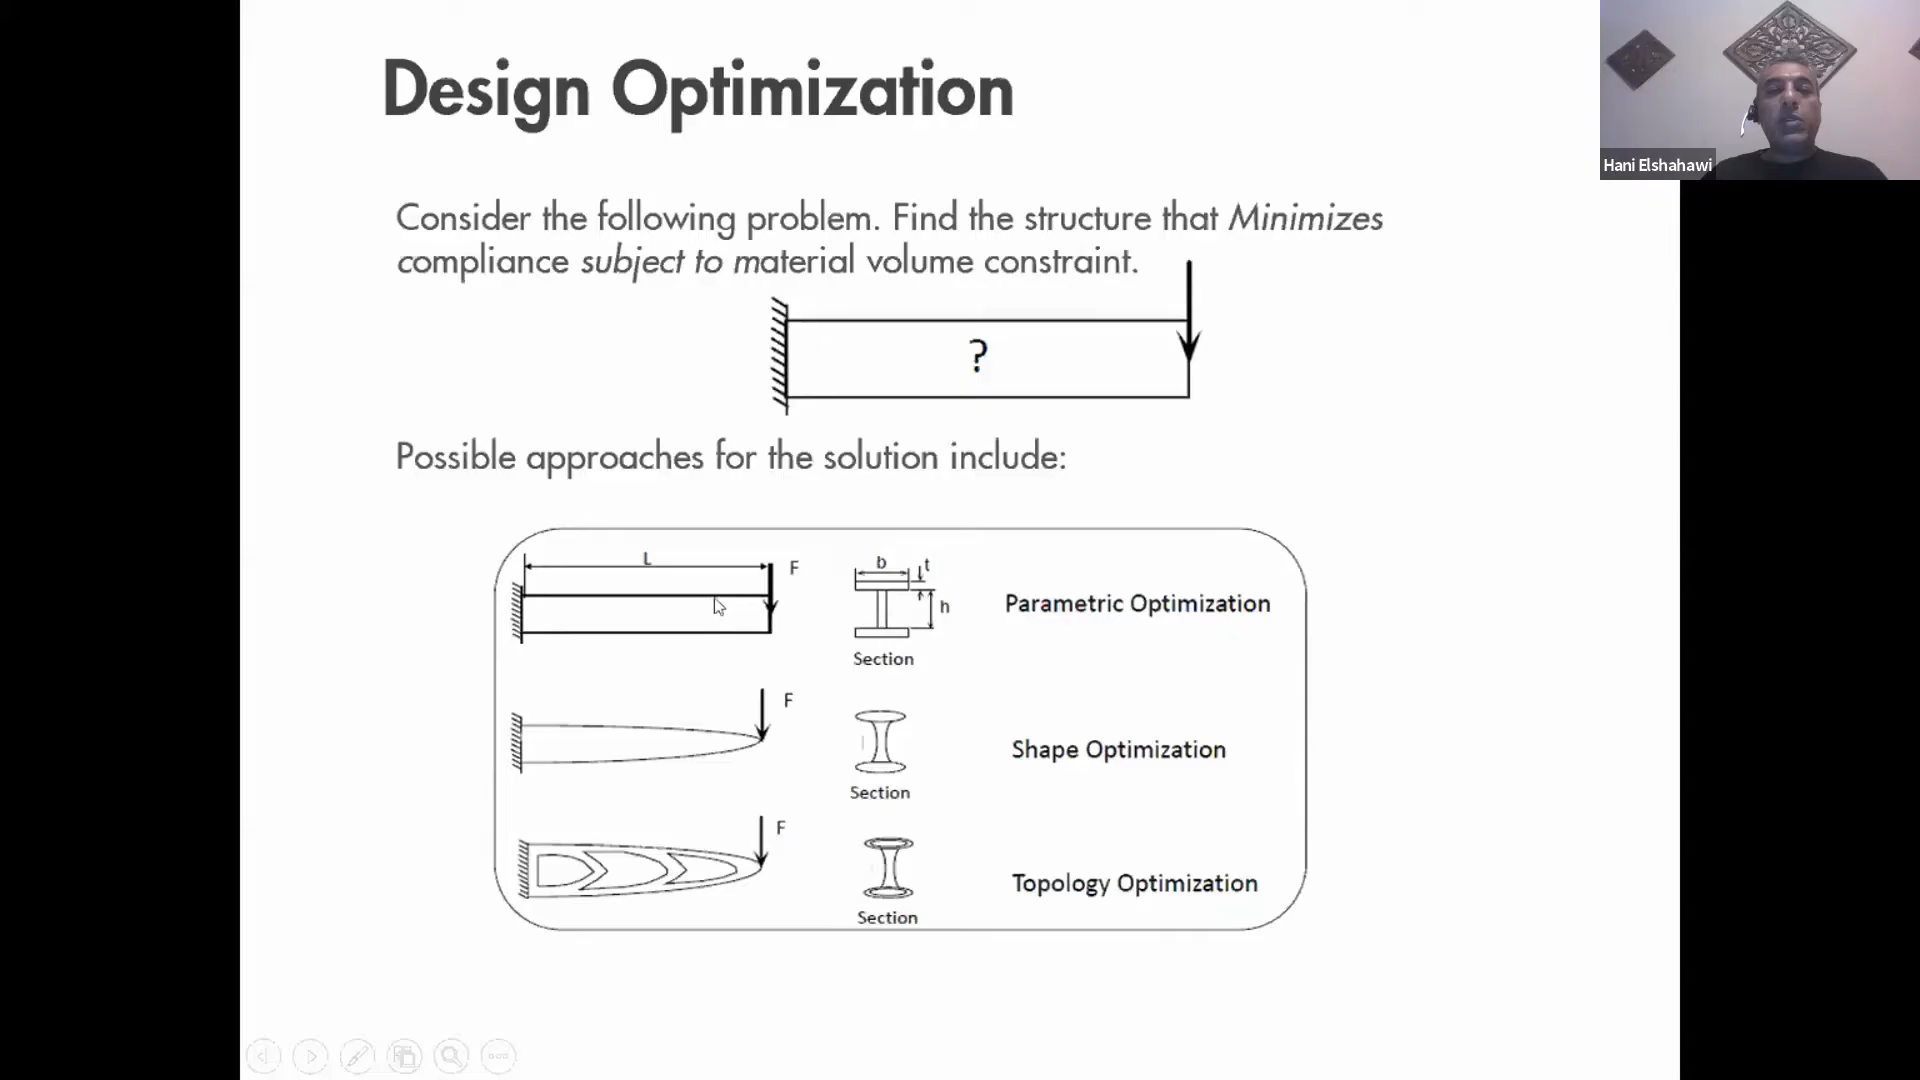 Design Optimization
Hani Elshahawi
Consider the following problem. Find the structure that Minimizes
compliance subject to material volume constraint.
?
Possible approaches for the solution include:
L
F
b
t
h
Section
Parametric Optimization
F
Section
Shape Optimization
F
Section
Topology Optimization